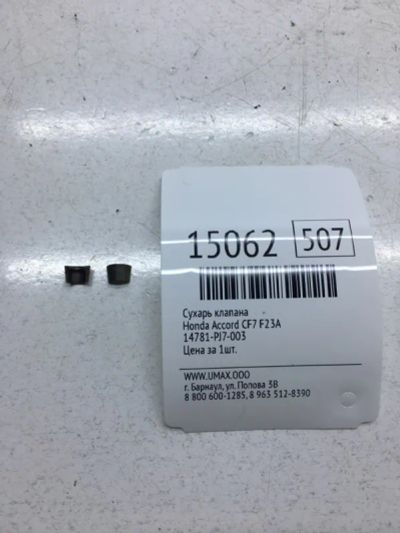 15062 507
Сухарь клапана
Honda Accord CF7 F23A
14781-PJ7-003
Цена за 1шт.
WWW.UMAX.OOO
г. Барнаул, ул. Попова 3В
8 800 600-1285, 8 963 512-8390